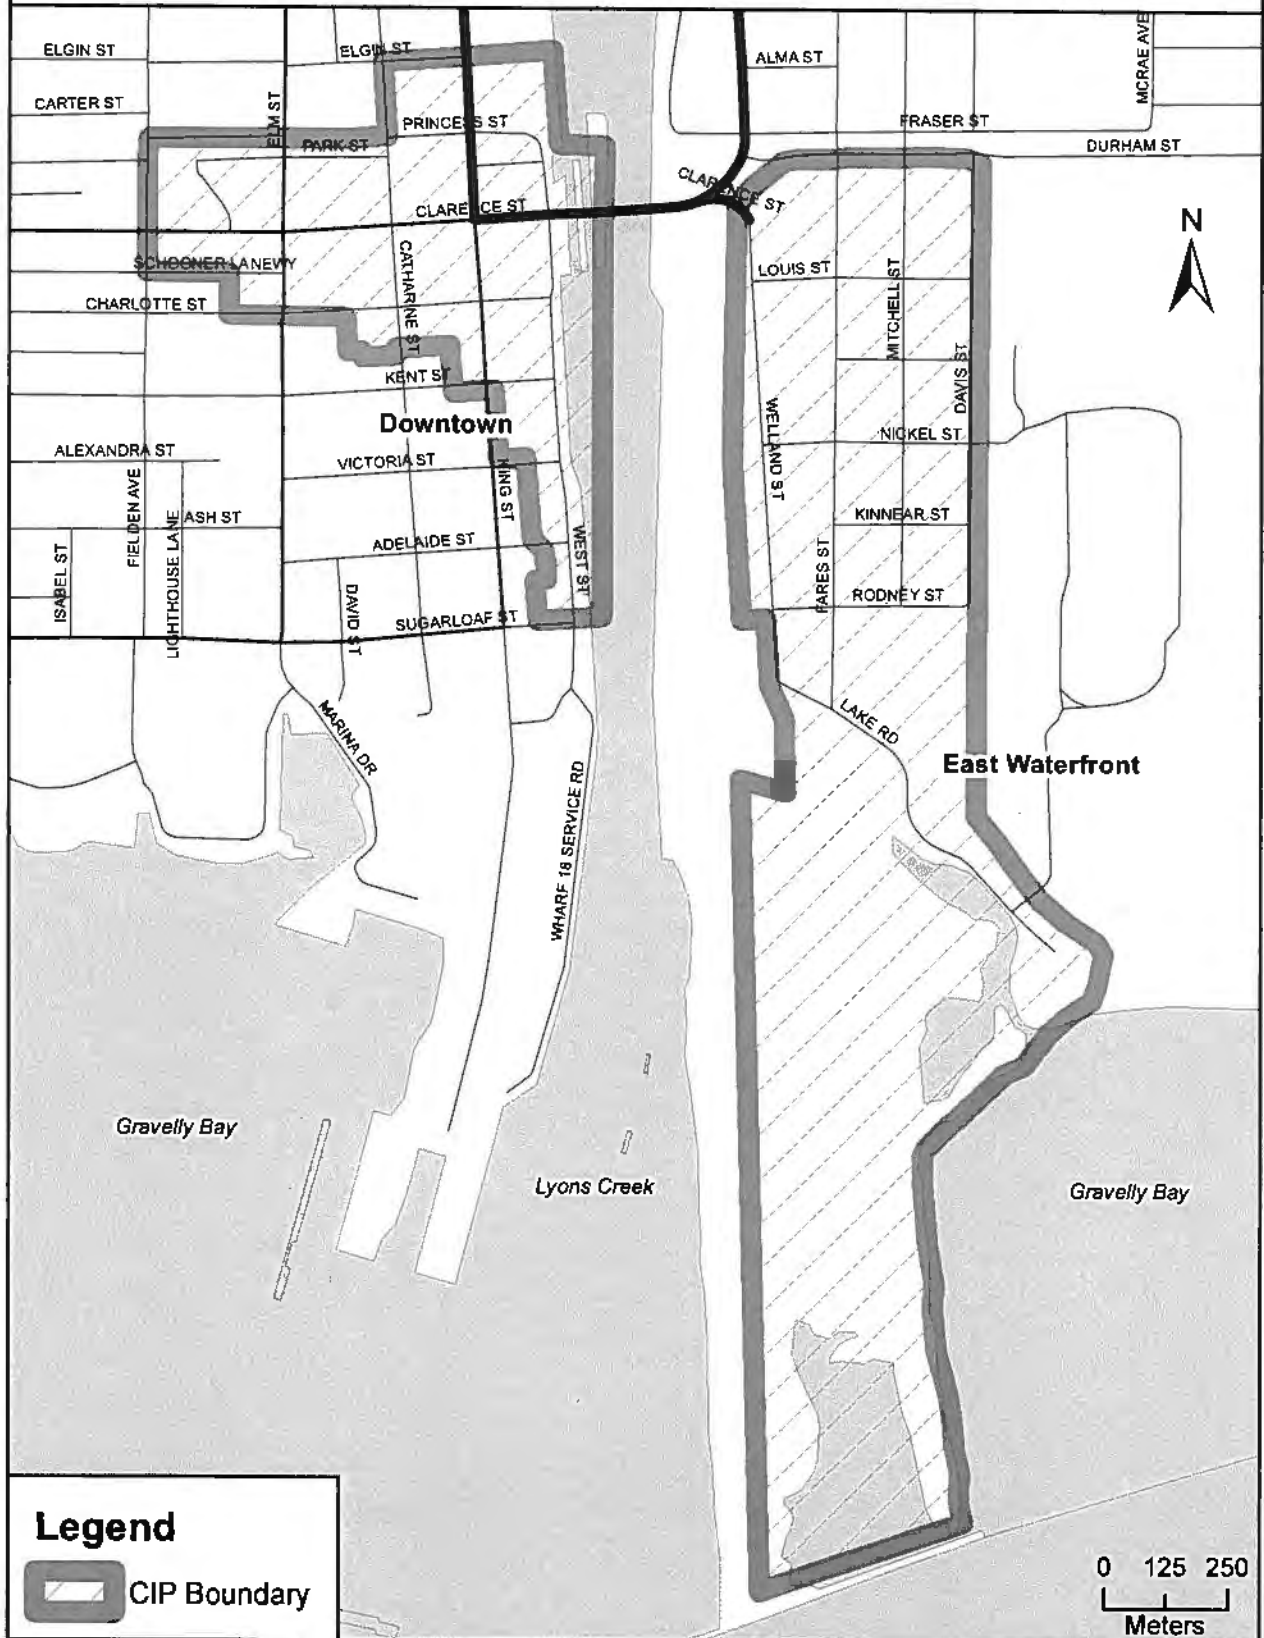 ELGIN ST
ELGIN ST
ALMA ST
MCRAE AVE
CARTER ST
ELM ST
PRINCESS ST
FRASER ST
PARK ST
DURHAM ST
CLARENCE ST
CLARENCE ST
N
SCHOONER LANEWY
CATHARINE ST
LOUIS ST
MITCHELL ST
CHARLOTTE ST
KENT ST
DAVIS ST
Downtown
WELLAND ST
NICKEL ST
ALEXANDRA ST
VICTORIA ST
KING ST
FIELDEN AVE
LIGHTHOUSE LANE
ASH ST
KINNEAR ST
ISABEL ST
ADELAIDE ST
WEST ST
FARES ST
DAVID ST
RODNEY ST
SUGARLOAF ST
MARINA DR
LAKE RD
East Waterfront
WHARF 18 SERVICE RD
Gravelly Bay
Lyons Creek
Gravelly Bay
Legend
CIP Boundary
0 125 250
Meters